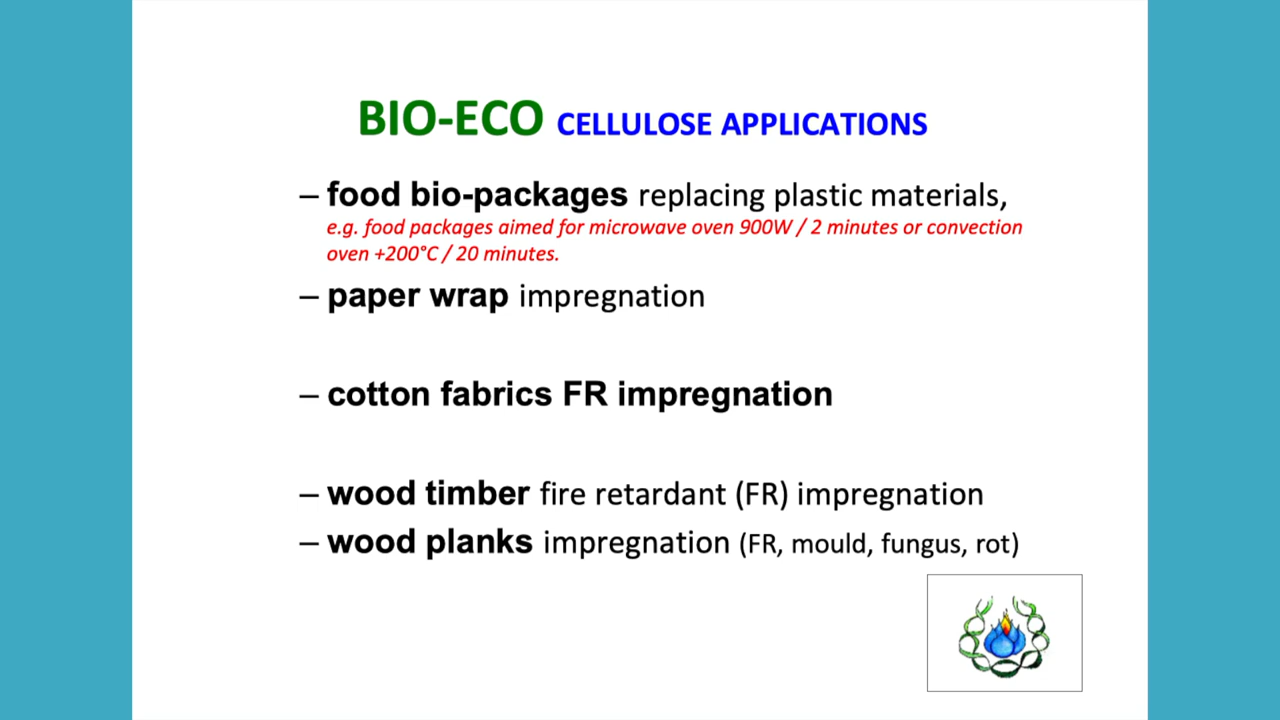 BIO-ECO CELLULOSE APPLICATIONS
– food bio-packages replacing plastic materials,
e.g. food packages aimed for microwave oven 900W / 2 minutes or convection
oven +200°C / 20 minutes.
– paper wrap impregnation
– cotton fabrics FR impregnation
– wood timber fire retardant (FR) impregnation
– wood planks impregnation (FR, mould, fungus, rot)